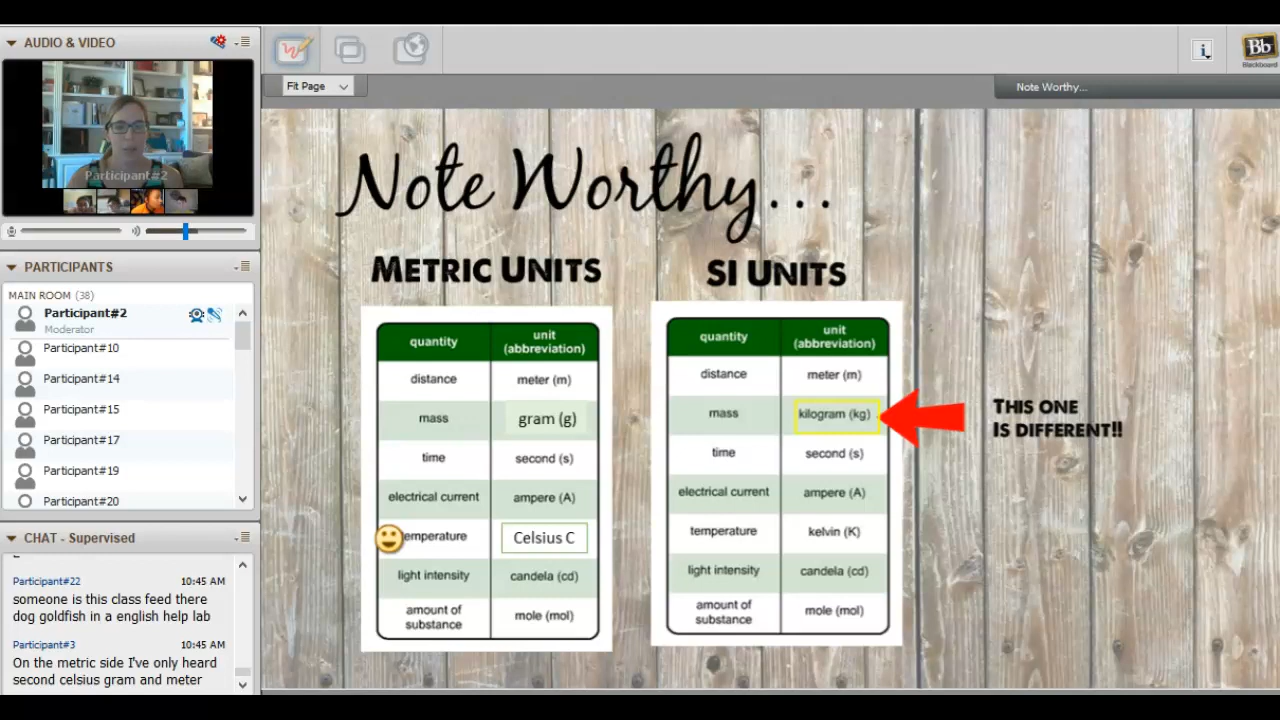 AUDIO & VIDEO
Participant#2
PARTICIPANTS
MAIN ROOM (38)
Participant#2
Moderator
Participant#10
Participant#14
Participant#15
Participant#17
Participant#19
Participant#20
CHAT - Supervised
Participant#22 10:45 AM
someone is this class feed there
dog goldfish in a english help lab
Participant#3 10:45 AM
On the metric side I've only heard
second celsius gram and meter
Fit Page
Note Worthy...
Bb
Blackboard
Note Worthy...
METRIC UNITS
quantity unit
(abbreviation)
distance meter (m)
mass gram (g)
time second (s)
electrical current ampere (A)
emperature Celsius C
light intensity candela (cd)
amount of
substance mole (mol)
SI UNITS
quantity unit
(abbreviation)
distance meter (m)
mass kilogram (kg)
time second (s)
electrical current ampere (A)
temperature kelvin (K)
light intensity candela (cd)
amount of
substance mole (mol)
THIS ONE
IS DIFFERENT!!